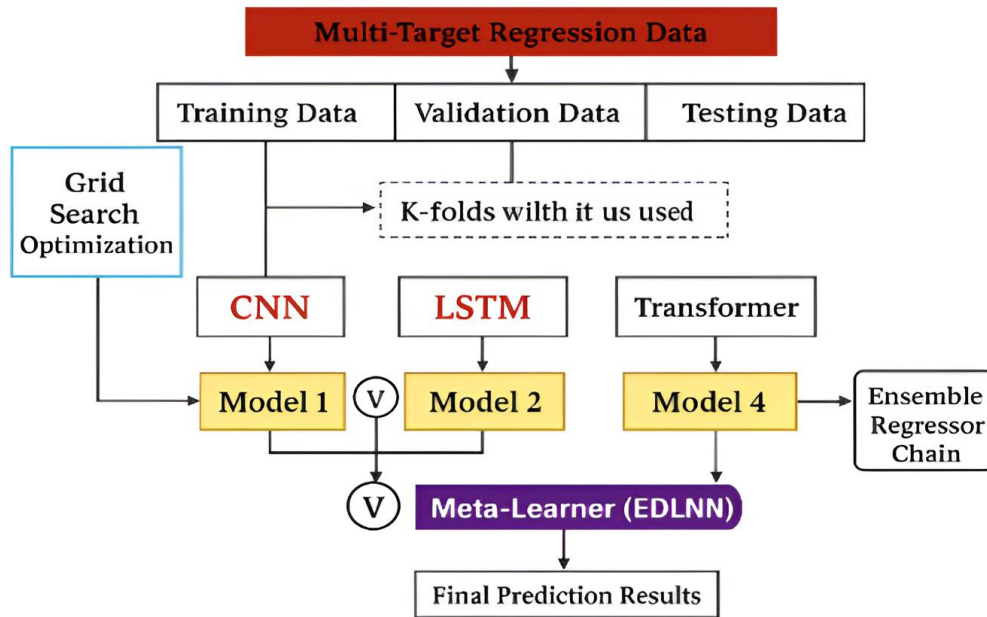 Multi-Target Regression Data
Training Data
Validation Data
Testing Data
Grid
Search
Optimization
K-folds wilth it us used
CNN
LSTM
Transformer
Model 1
V
Model 2
Model 4
Ensemble
Regressor
Chain
V
Meta-Learner (EDLNN)
Final Prediction Results